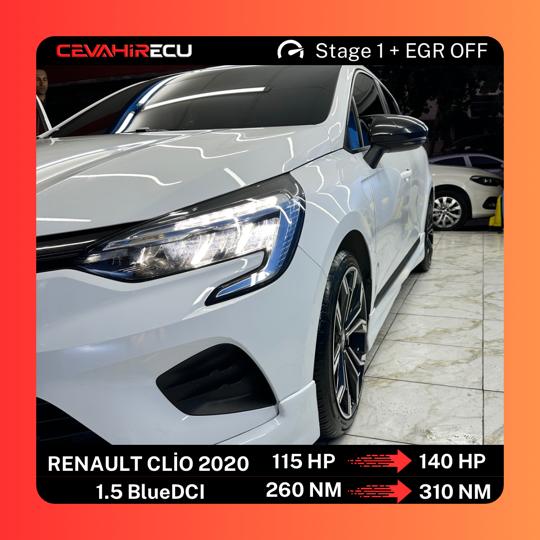 CEVAHiRECU
Stage 1 + EGR OFF
RENAULT CLİO 2020
115 HP
140 HP
1.5 BlueDCI
260 NM
310 NM